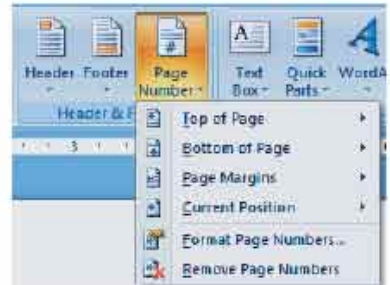 Header Footer Page Number Text Box Quick Parts WordA
Header & F
3
Top of Page
Bottom of Page
Page Margins
Current Position
Format Page Numbers...
Remove Page Numbers